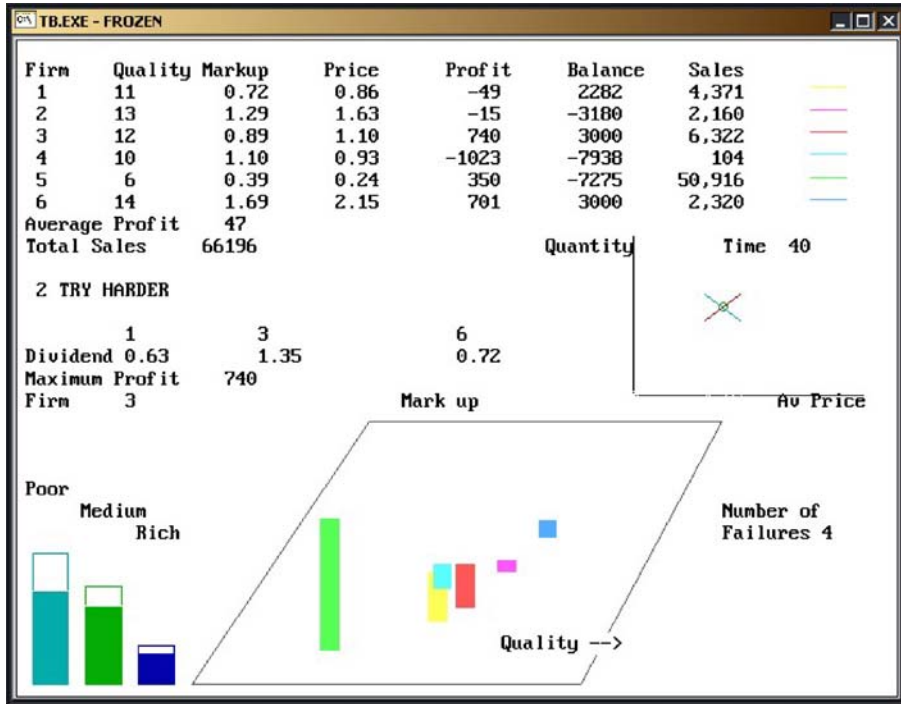 TB.EXE - FROZEN
Firm Quality Markup Price Profit Balance Sales
1 11 0.72 0.86 -49 2282 4,371
2 13 1.29 1.63 -15 -3180 2,160
3 12 0.89 1.10 740 3000 6,322
4 10 1.10 0.93 -1023 -7938 104
5 6 0.39 0.24 350 -7275 50,916
6 14 1.69 2.15 701 3000 2,320
Average Profit 47
Total Sales 66196 Quantity Time 40
2 TRY HARDER
1 3 6
Dividend 0.63 1.35 0.72
Maximum Profit 740
Firm 3 Mark up Av Price
Poor
Medium Number of
Rich Failures 4
Quality -->